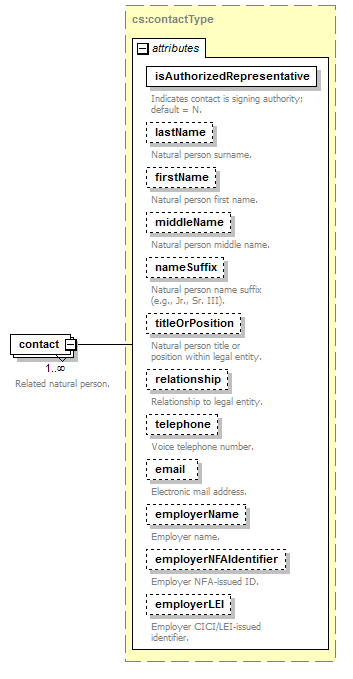 cs:contactType
attributes
isAuthorizedRepresentative
Indicates contact is signing authority;
default = N.
lastName
Natural person surname.
firstName
Natural person first name.
middleName
Natural person middle name.
nameSuffix
Natural person name suffix
(e.g., Jr., Sr. III).
titleOrPosition
Natural person title or
position within legal entity.
contact
1..∞
Related natural person.
relationship
Relationship to legal entity.
telephone
Voice telephone number.
email
Electronic mail address.
employerName
Employer name.
employerNFAIdentifier
Employer NFA-issued ID.
employerLEI
Employer CICI/LEI-issued
identifier.